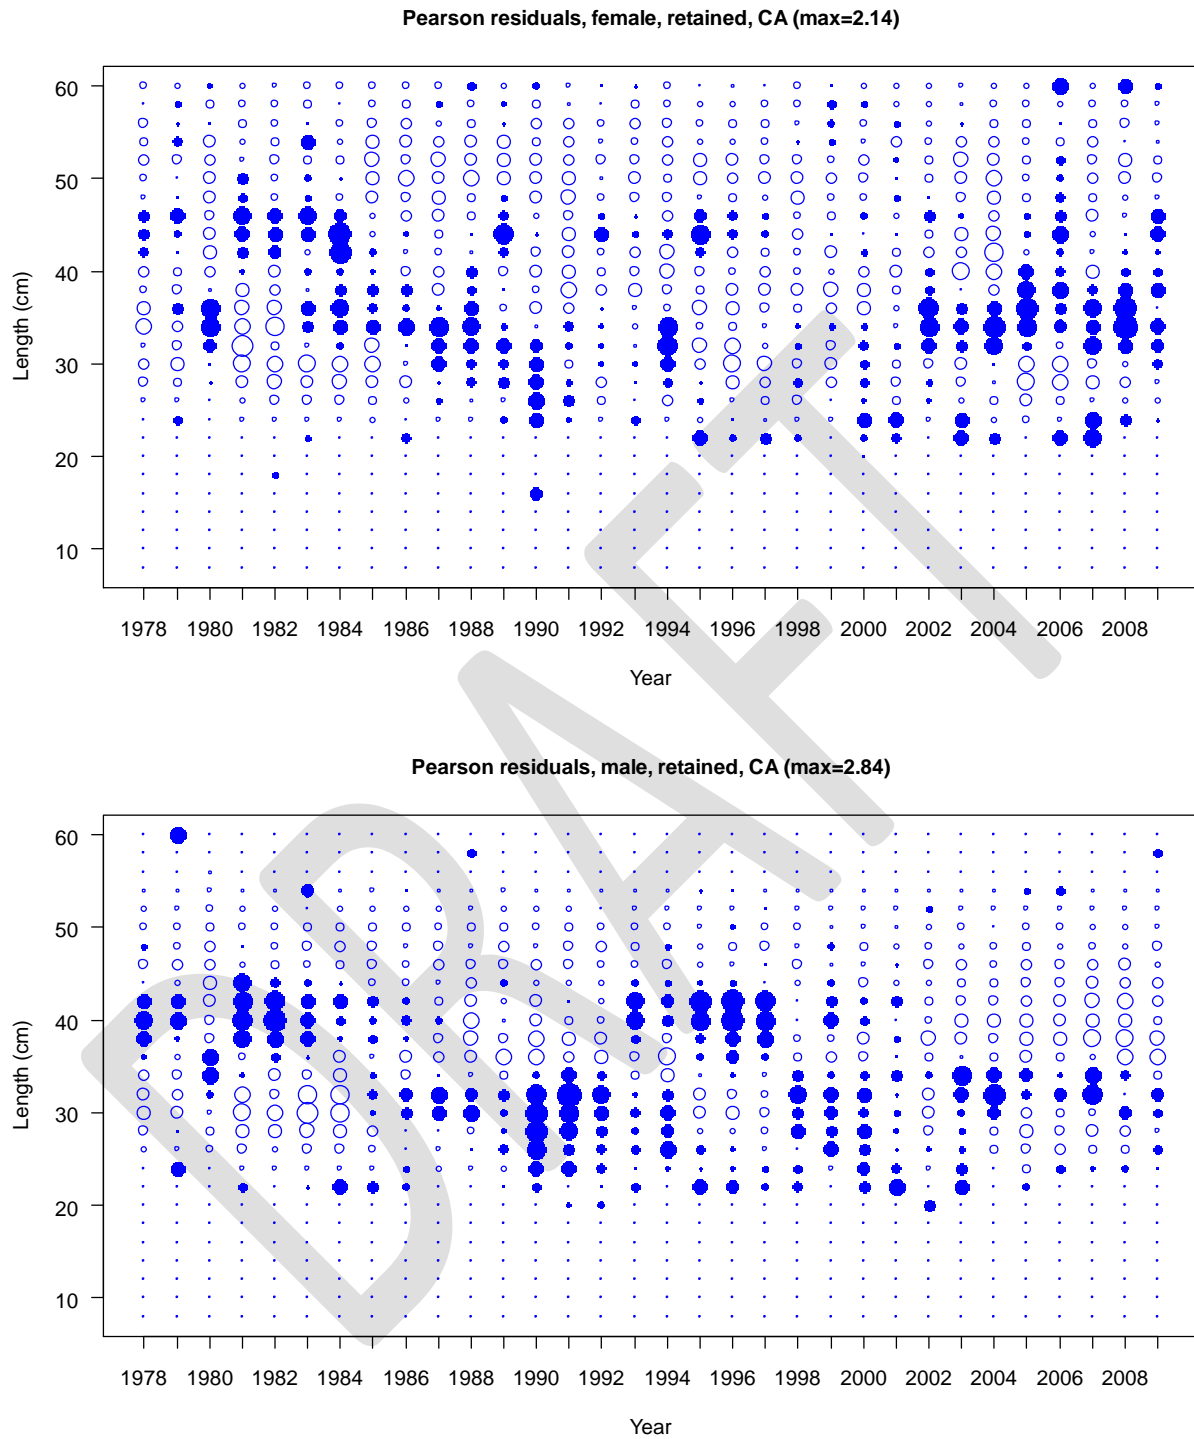 Pearson residuals, female, retained, CA (max=2.14)
60
50
40
30
20
10
Length (cm)
1978 1980 1982 1984 1986 1988 1990 1992 1994 1996 1998 2000 2002 2004 2006 2008
Year
Pearson residuals, male, retained, CA (max=2.84)
60
50
40
30
20
10
Length (cm)
1978 1980 1982 1984 1986 1988 1990 1992 1994 1996 1998 2000 2002 2004 2006 2008
Year
DRAFT